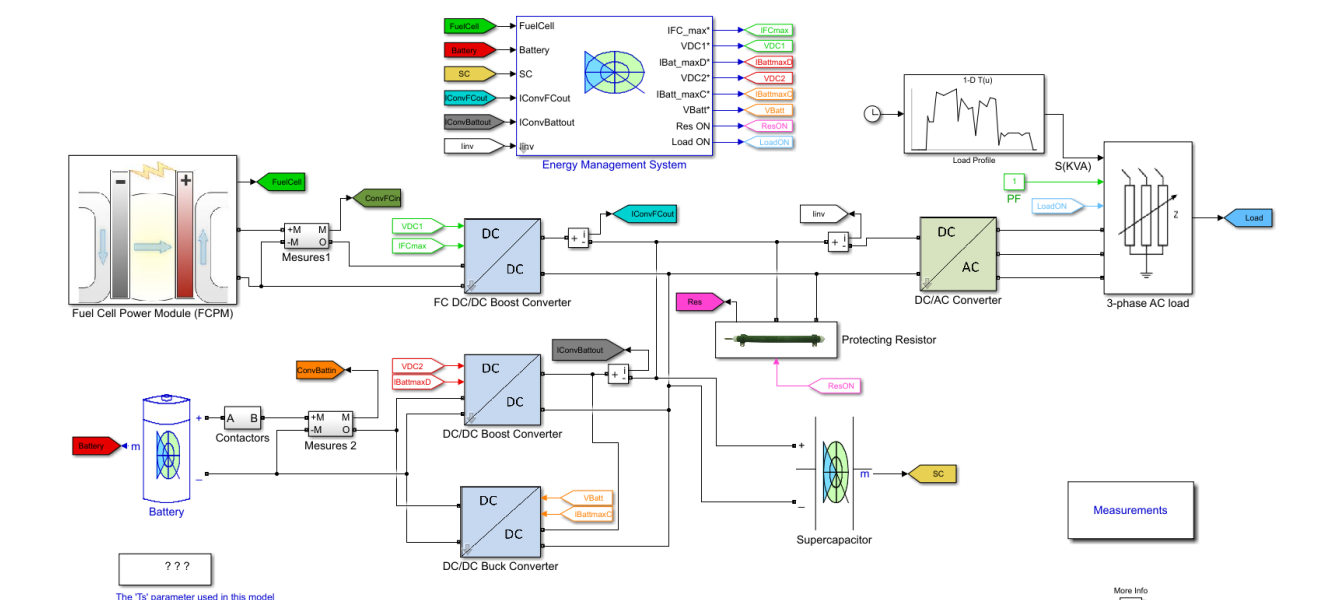 FuelCell
FuelCell
IFC_max*
IFCmax
Battery
Battery
VDC1*
VDC1
IBat_maxD*
IBattmaxD
SC
SC
VDC2*
VDC2
IConvFCout
IConvFCout
IBatt_maxC*
IBattmaxC
IConvBattout
IConvBattout
VBatt*
VBatt
Res ON
ResON
Iinv
Iinv
Load ON
LoadON
Energy Management System
1-D T(u)
Load Profile
S(KVA)
1
PF
LoadON
Z
Load
3-phase AC load
FuelCell
ConvFCin
+M M
-M O
Mesures1
Fuel Cell Power Module (FCPM)
VDC1
IFCmax
DC
DC
FC DC/DC Boost Converter
IConvFCout
+ i
-
Iinv
+ i
-
DC
AC
DC/AC Converter
Res
Protecting Resistor
ResON
IConvBattout
+ i
-
ConvBattin
VDC2
IBattmaxD
DC
DC
DC/DC Boost Converter
+
A B
Contactors
+M M
-M O
Mesures 2
Battery
m
–
Battery
VBatt
IBattmaxC
DC
DC
DC/DC Buck Converter
+
m
SC
–
Supercapacitor
Measurements
? ? ?
The 'Ts' parameter used in this model
More Info